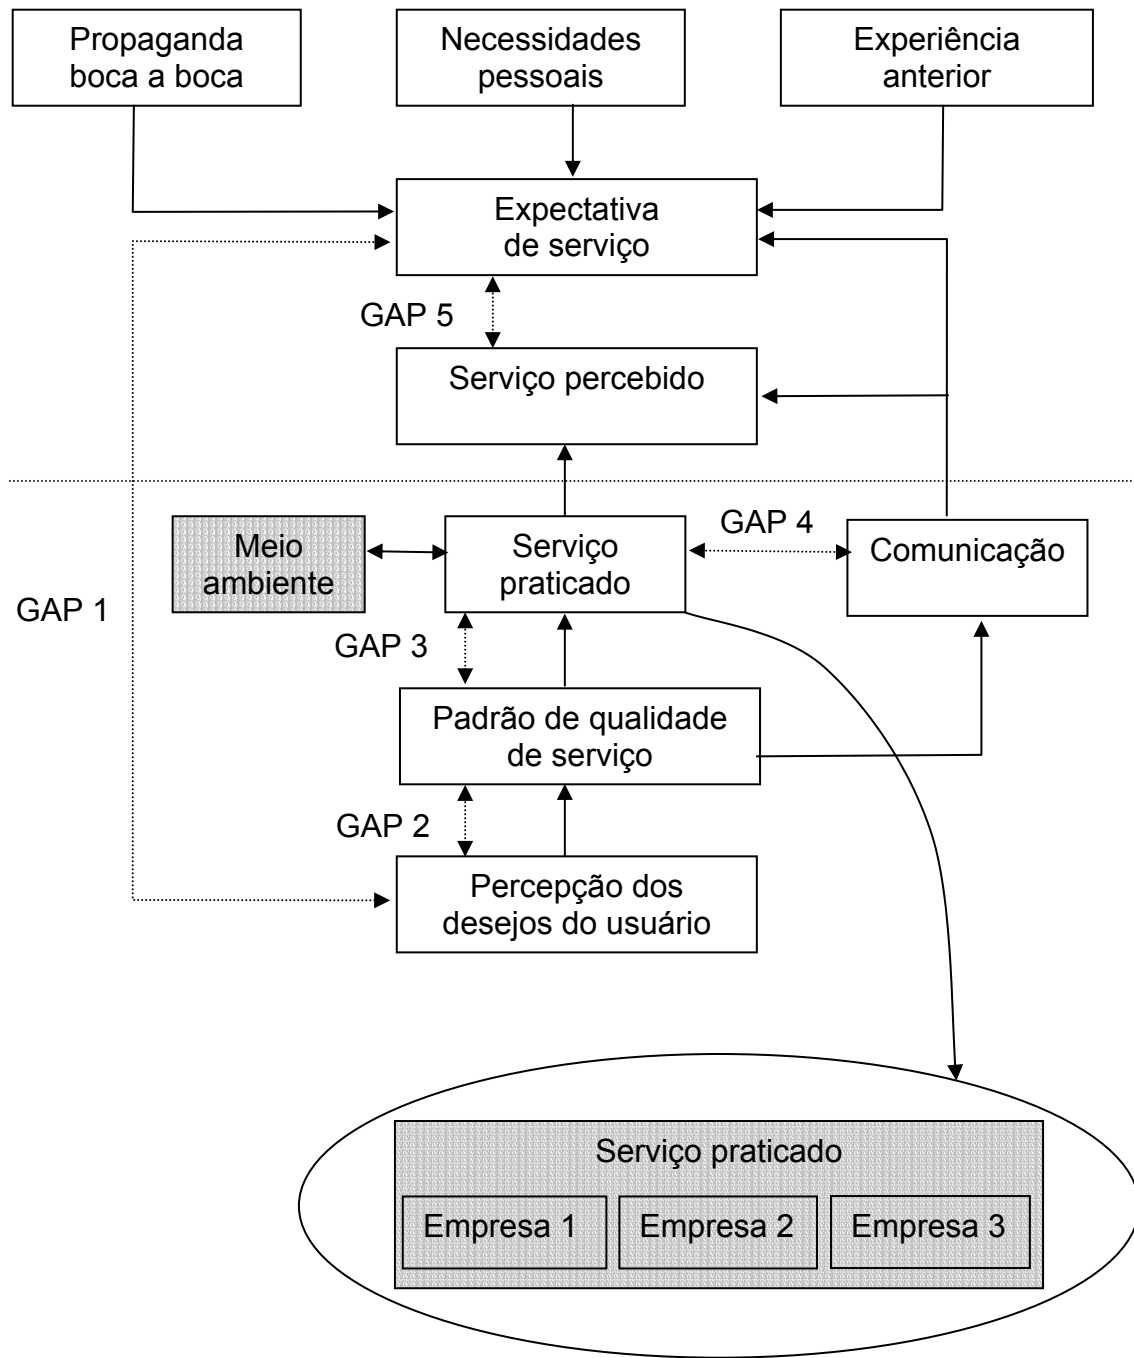 Propaganda
boca a boca
Necessidades
pessoais
Experiência
anterior
Expectativa
de serviço
GAP 5
Serviço percebido
Meio
ambiente
Serviço
praticado
GAP 4
Comunicação
GAP 1
GAP 3
Padrão de qualidade
de serviço
GAP 2
Percepção dos
desejos do usuário
Serviço praticado
Empresa 1
Empresa 2
Empresa 3